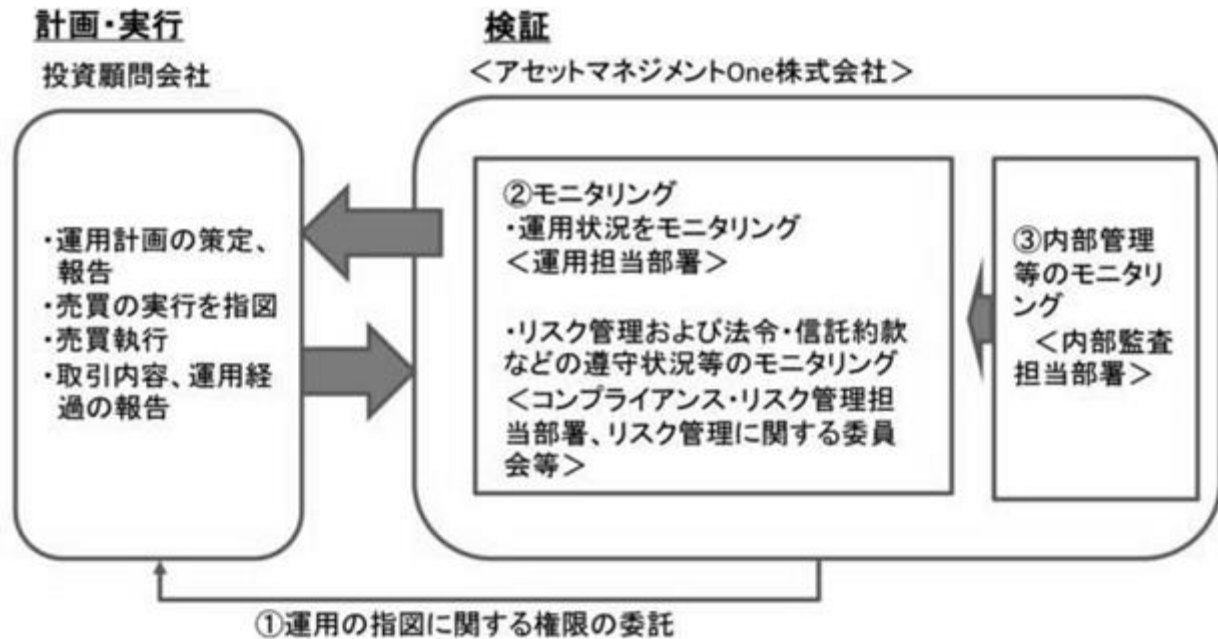 計画・実行
投資顧問会社
・運用計画の策定、
報告
・売買の実行を指図
・売買執行
・取引内容、運用経
過の報告
検証
＜アセットマネジメントOne株式会社＞
②モニタリング
・運用状況をモニタリング
＜運用担当部署＞
・リスク管理および法令・信託約款
などの遵守状況等のモニタリング
＜コンプライアンス・リスク管理担
当部署、リスク管理に関する委員
会等＞
③内部管理
等のモニタリ
ング
＜内部監査
担当部署＞
①運用の指図に関する権限の委託